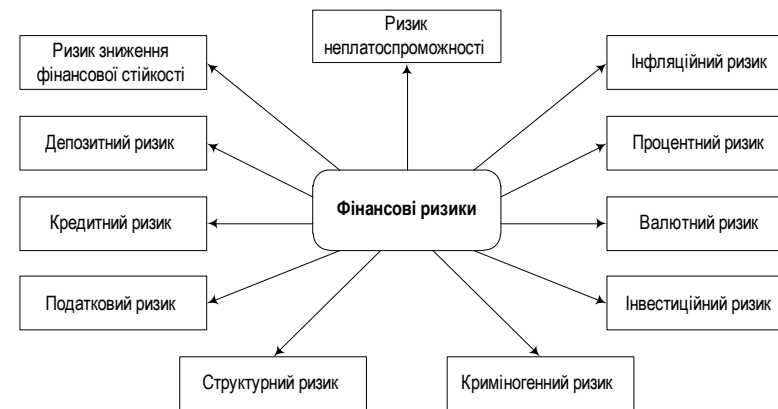 Ризик
неплатоспроможності
Ризик зниження
фінансової стійкості
Інфляційний ризик
Депозитний ризик
Процентний ризик
Фінансові ризики
Кредитний ризик
Валютний ризик
Податковий ризик
Інвестиційний ризик
Структурний ризик
Криміногенний ризик